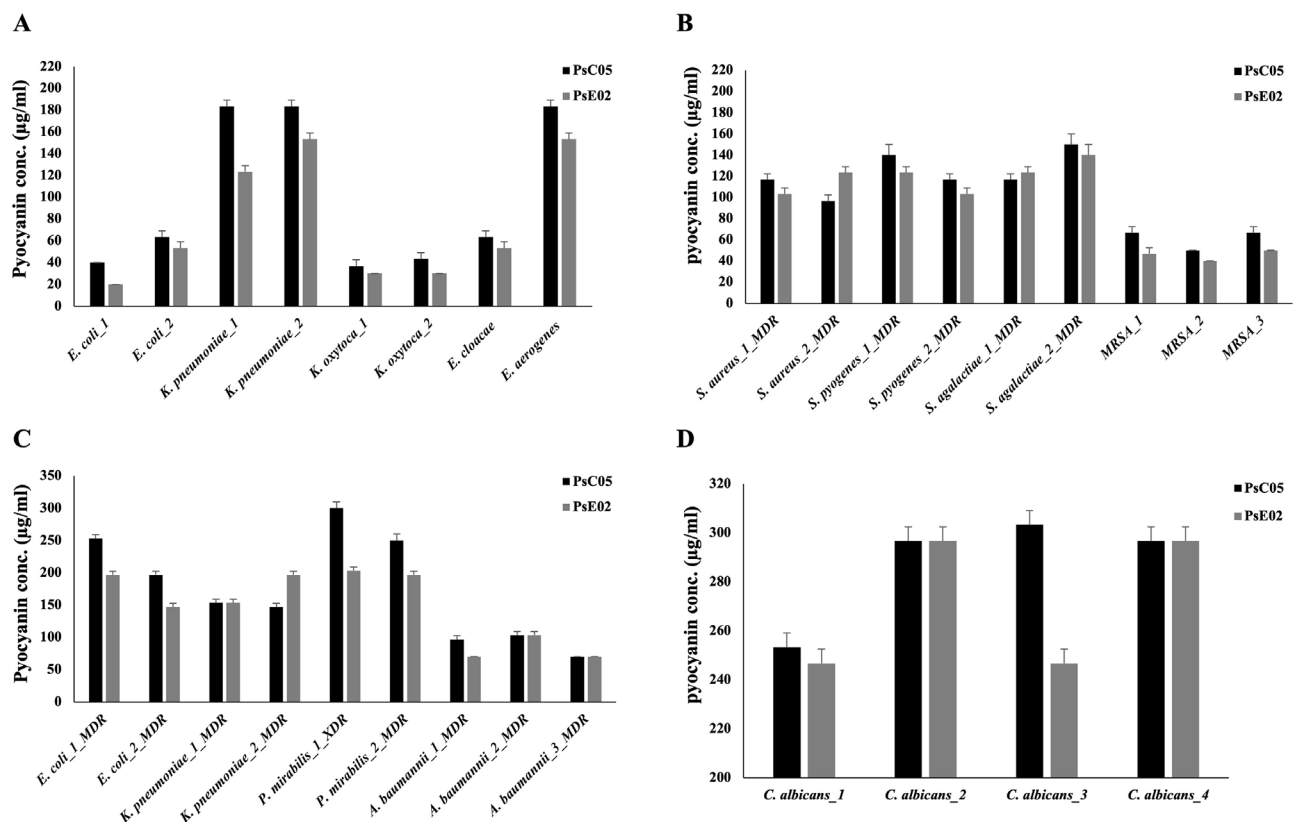 A
Pyocyanin conc. (µg/ml)
220
200
180
160
140
120
100
80
60
40
20
0
PsC05
PsE02
E. coli_1
E. coli_2
K. pneumoniae_1
K. pneumoniae_2
K. oxytoca_1
K. oxytoca_2
E. cloacae
E. aerogenes
B
pyocyanin conc. (µg/ml)
220
200
180
160
140
120
100
80
60
40
20
0
PsC05
PsE02
S. aureus_1_MDR
S. aureus_2_MDR
S. pyogenes_1_MDR
S. pyogenes_2_MDR
S. agalactiae_1_MDR
S. agalactiae_2_MDR
MRSA_1
MRSA_2
MRSA_3
C
Pyocyanin conc. (µg/ml)
350
300
250
200
150
100
50
0
PsC05
PsE02
E. coli_1_MDR
E. coli_2_MDR
K. pneumoniae_1_MDR
K. pneumoniae_2_MDR
P. mirabilis_1_XDR
P. mirabilis_2_MDR
A. baumannii_1_MDR
A. baumannii_2_MDR
A. baumannii_3_MDR
D
pyocyanin conc. (µg/ml)
320
300
280
260
240
220
200
PsC05
PsE02
C. albicans_1
C. albicans_2
C. albicans_3
C. albicans_4